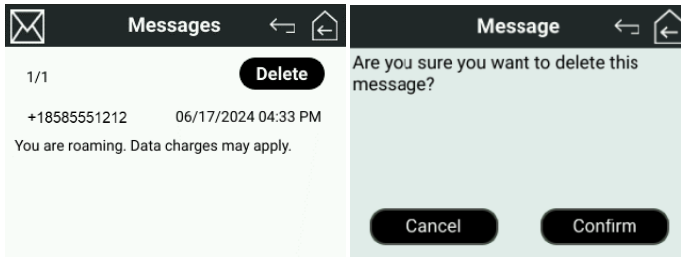 Messages
1/1
Delete
+18585551212 06/17/2024 04:33 PM
You are roaming. Data charges may apply.
Message
Are you sure you want to delete this
message?
Cancel
Confirm